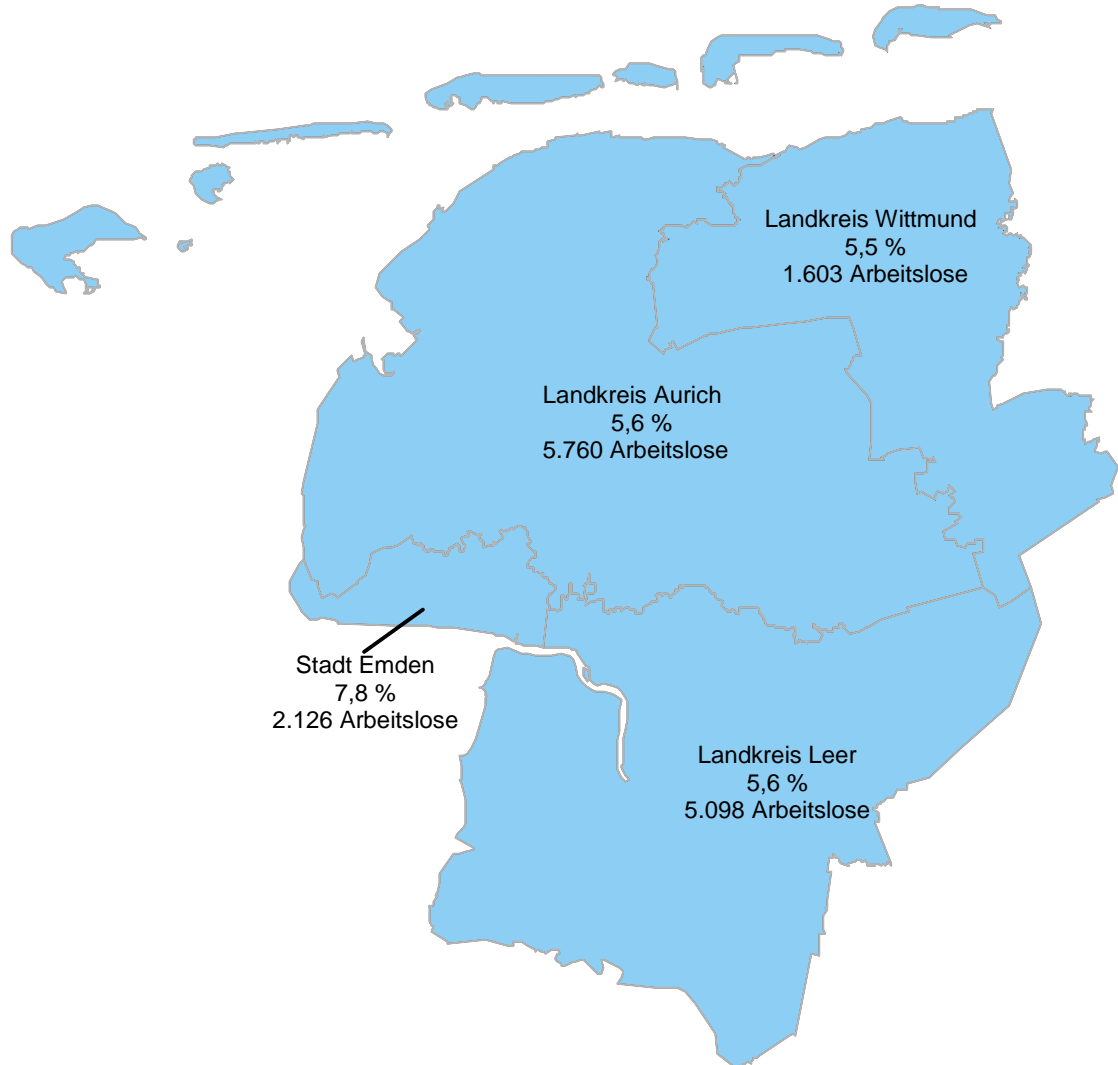 Landkreis Wittmund
5,5 %
1.603 Arbeitslose
Landkreis Aurich
5,6 %
5.760 Arbeitslose
Stadt Emden
7,8 %
2.126 Arbeitslose
Landkreis Leer
5,6 %
5.098 Arbeitslose